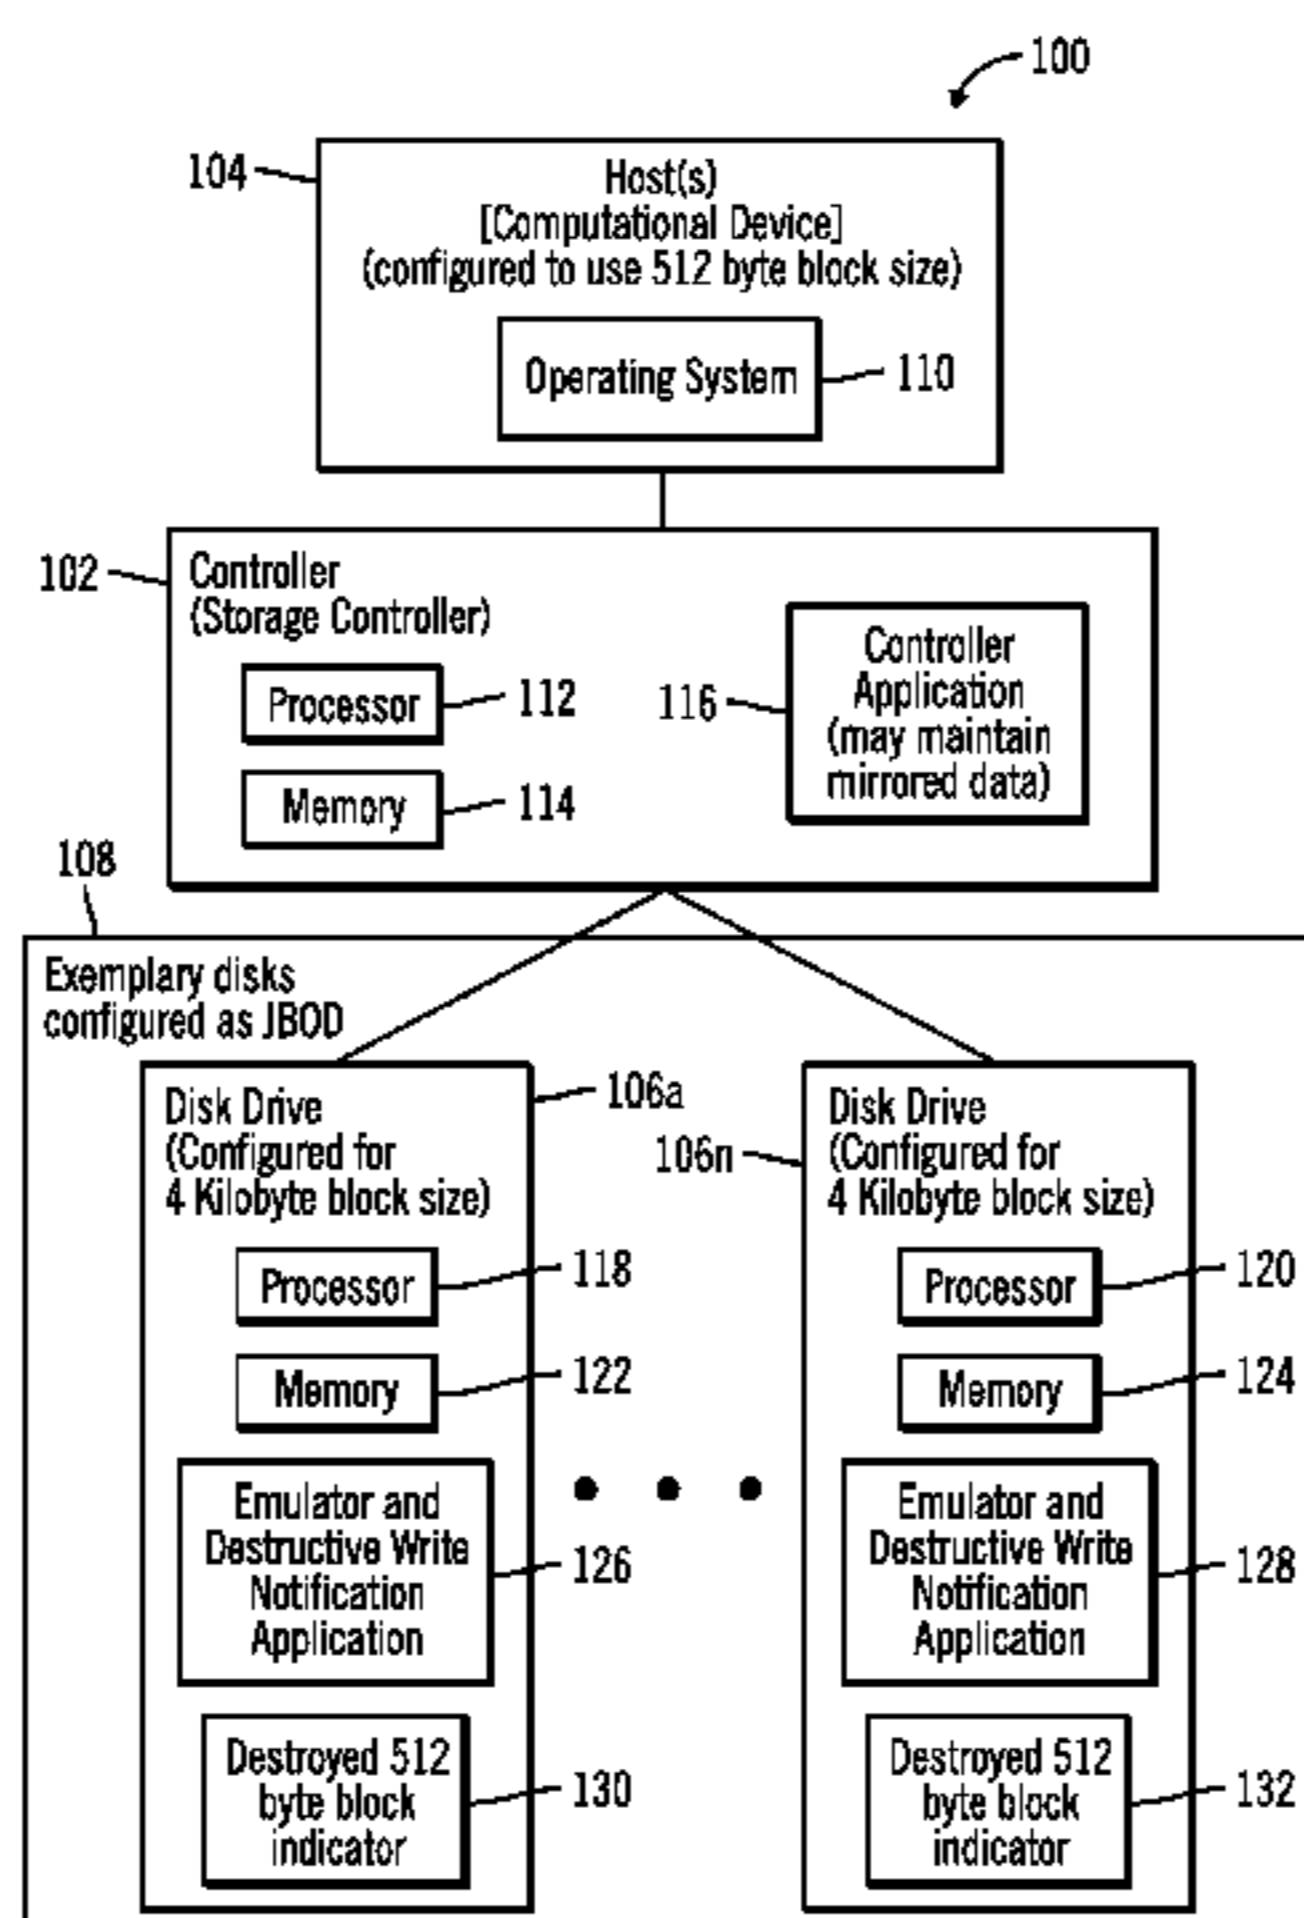 100
104
Host(s)
[Computational Device]
(configured to use 512 byte block size)
Operating System
110
102
Controller
(Storage Controller)
Processor
112
Memory
114
116
Controller
Application
(may maintain
mirrored data)
108
Exemplary disks
configured as JBOD
Disk Drive
(Configured for
4 Kilobyte block size)
106a
Processor
118
Memory
122
Emulator and
Destructive Write
Notification
Application
126
Destroyed 512
byte block
indicator
130
106n
Disk Drive
(Configured for
4 Kilobyte block size)
Processor
120
Memory
124
Emulator and
Destructive Write
Notification
Application
128
Destroyed 512
byte block
indicator
132